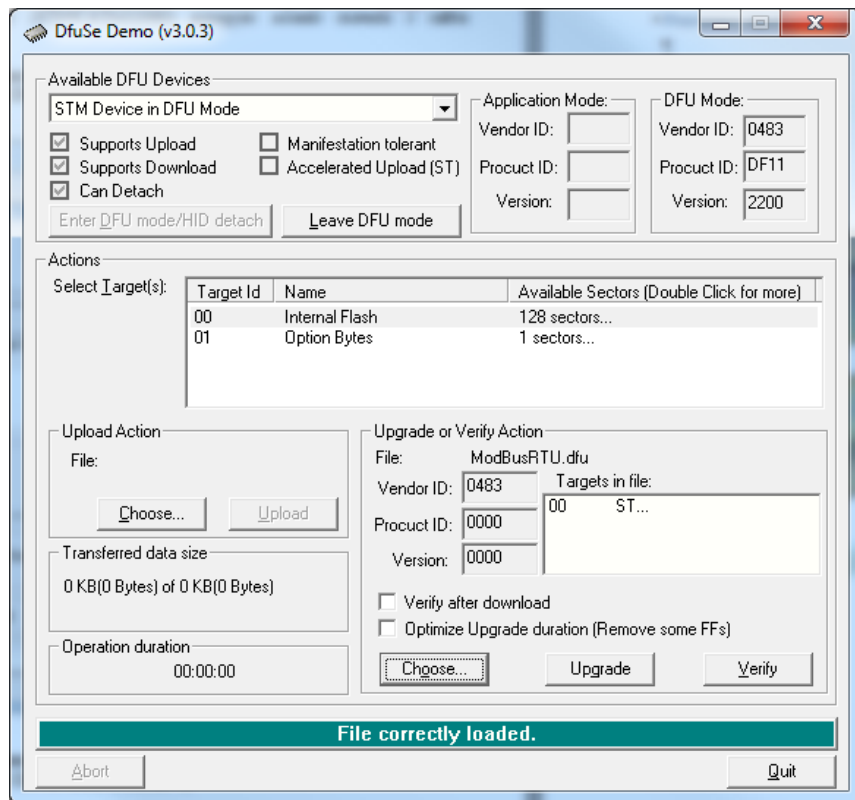 DfuSe Demo (v3.0.3)
Available DFU Devices
STM Device in DFU Mode
Supports Upload
Manifestation tolerant
Supports Download
Accelerated Upload (ST)
Can Detach
Enter DFU mode/HID detach
Leave DFU mode
Application Mode:
Vendor ID:
Procuct ID:
Version:
DFU Mode:
Vendor ID: 0483
Procuct ID: DF11
Version: 2200
Actions
Select Target(s):
Target Id Name Available Sectors (Double Click for more)
00 Internal Flash 128 sectors...
01 Option Bytes 1 sectors...
Upload Action
File:
Choose... Upload
Transferred data size
0 KB(0 Bytes) of 0 KB(0 Bytes)
Operation duration
00:00:00
Upgrade or Verify Action
File: ModBusRTU.dfu
Vendor ID: 0483
Procuct ID: 0000
Version: 0000
Targets in file:
00 ST...
Verify after download
Optimize Upgrade duration (Remove some FFs)
Choose... Upgrade Verify
File correctly loaded.
Abort Quit